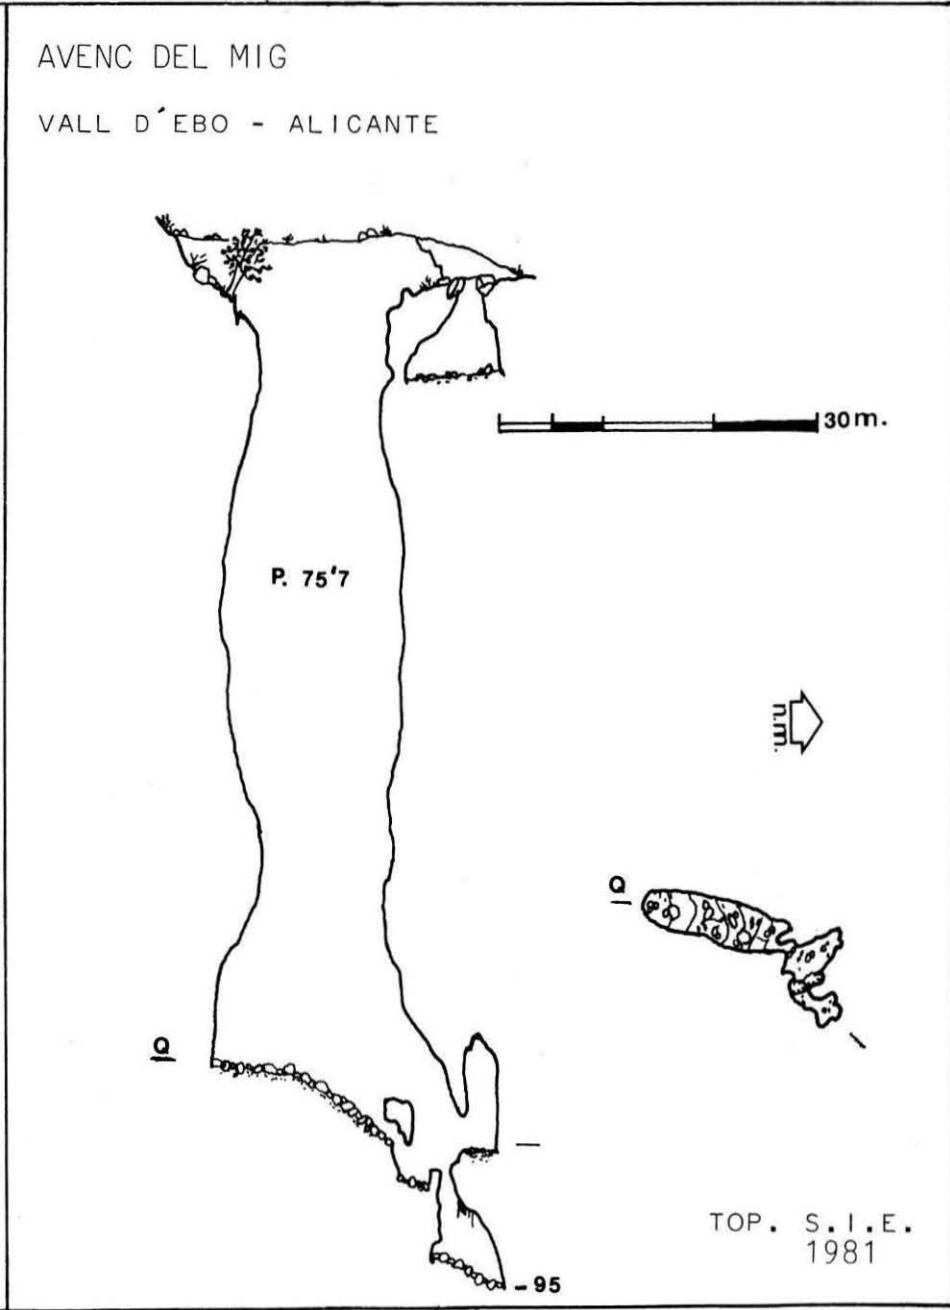 AVENC DEL MIG
VALL D´EBO - ALICANTE
30m.
P. 75'7
n.m.
Q
Q
-95
TOP. S.I.E.
1981